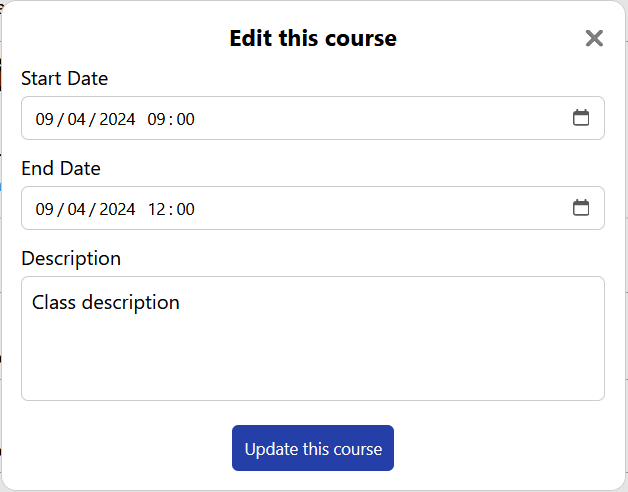 Edit this course
Start Date
09/04/2024 09:00
End Date
09/04/2024 12:00
Description
Class description
Update this course